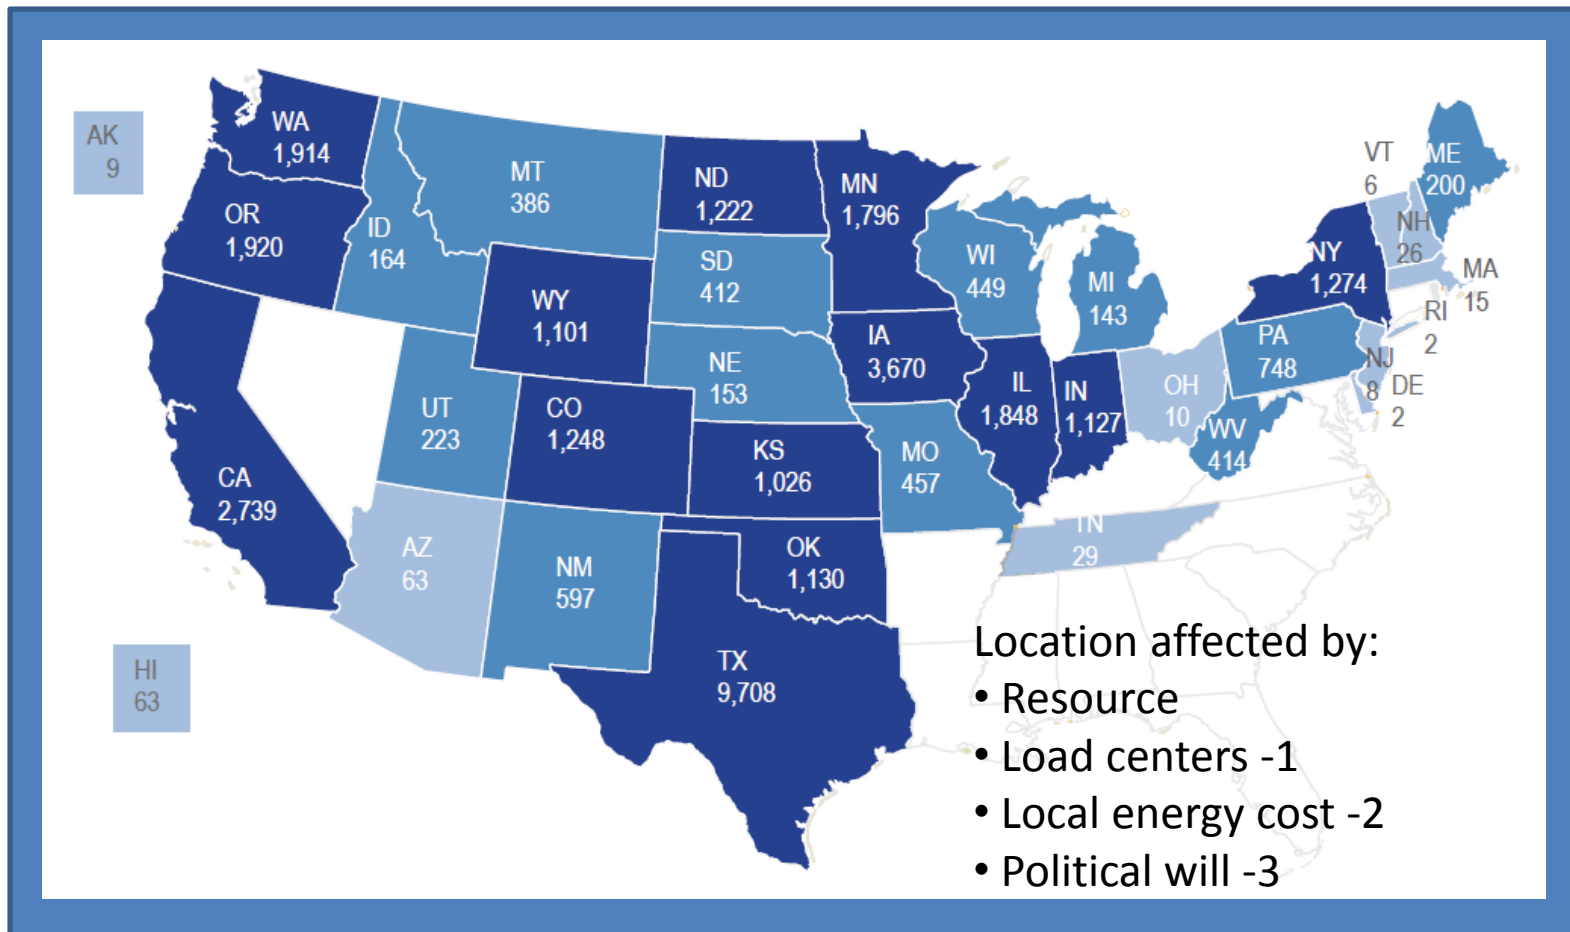 AK
9
WA
1,914
OR
1,920
CA
2,739
ID
164
MT
386
WY
1,101
UT
223
CO
1,248
AZ
63
NM
597
ND
1,222
SD
412
NE
153
KS
1,026
OK
1,130
TX
9,708
MN
1,796
IA
3,670
MO
457
WI
449
IL
1,848
MI
143
IN
1,127
OH
10
TN
29
WV
414
PA
748
NY
1,274
VT
6
NH
26
ME
200
MA
15
RI
2
NJ
8
DE
2
HI
63
Location affected by:
• Resource
• Load centers -1
• Local energy cost -2
• Political will -3